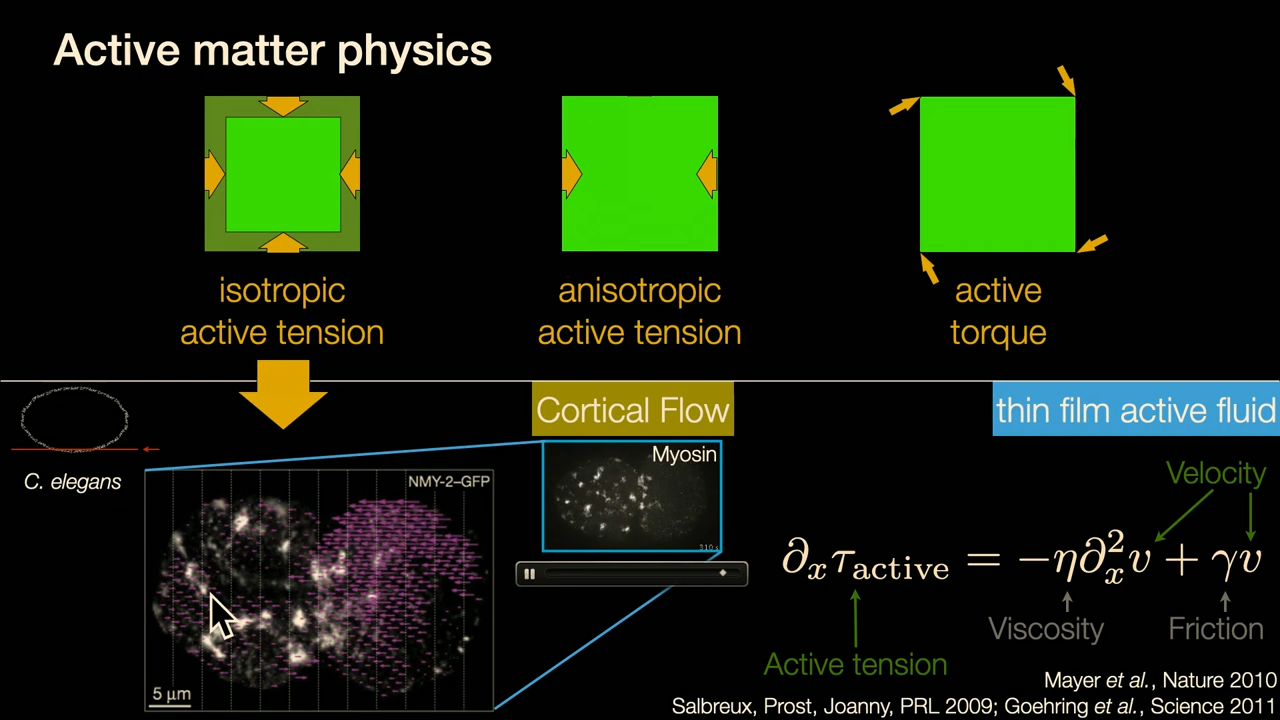 Active matter physics
isotropic
active tension
anisotropic
active tension
active
torque
C. elegans
Cortical Flow
thin film active fluid
NMY-2–GFP
Myosin
310 s
5 μm
Velocity
∂ₓτ_active = −η∂ₓ²v + γv
Viscosity
Friction
Active tension
Mayer et al., Nature 2010
Salbreux, Prost, Joanny, PRL 2009; Goehring et al., Science 2011